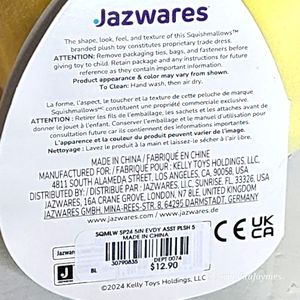 Jazwares
The shape, look, feel, and texture of this Squishmallows™
branded plush toy constitutes proprietary trade dress.
ATTENTION: Remove packaging ties, bags, and fasteners before
giving toy to child. Retain package and any instructions for future
reference as they contain important information.
Product appearance & color may vary from shown.
To Clean: Hand wash, then air dry.
La forme, l'aspect, le toucher et la texture de cette peluche de marque
Squishmallows™ constituent une propriété commerciale exclusive.
ATTENTION : Retirer les fils de l'emballage, les sachets et les attaches avant de
donner le jouet à l'enfant. Conserver l'emballage et le manuel d'utilisation pour
consultation future car ils contiennent des informations importantes.
L'apparence et la couleur du produit peuvent varier de l'image.
Nettoyage : Lavez le produit à la main et laissez-le sécher à l'air libre.
MADE IN CHINA / FABRIQUÉ EN CHINE
MANUFACTURED FOR / FABRIQUÉ POUR : KELLY TOYS HOLDINGS, LLC,
4811 SOUTH ALAMEDA STREET, LOS ANGELES, CA 90058.
DISTRIBUTED BY / DISTRIBUÉ PAR : JAZWARES, LLC, SUNRISE, FL 33326, USA
JAZWARES, 16A CRANE GROVE, LONDON, N7 8LE, UNITED KINGDOM
JAZWARES GMBH, MINA-REES-STR. 8, 64295 DARMSTADT, GERMANY
SQMLW SP24 5IN EVDY ASST PLSH 5
MADE IN CHINA
Jazwar
30790835
DEPT 0074
BL
$12.90
CE UK CA
©2024 Kelly Toys Holdings, LLC